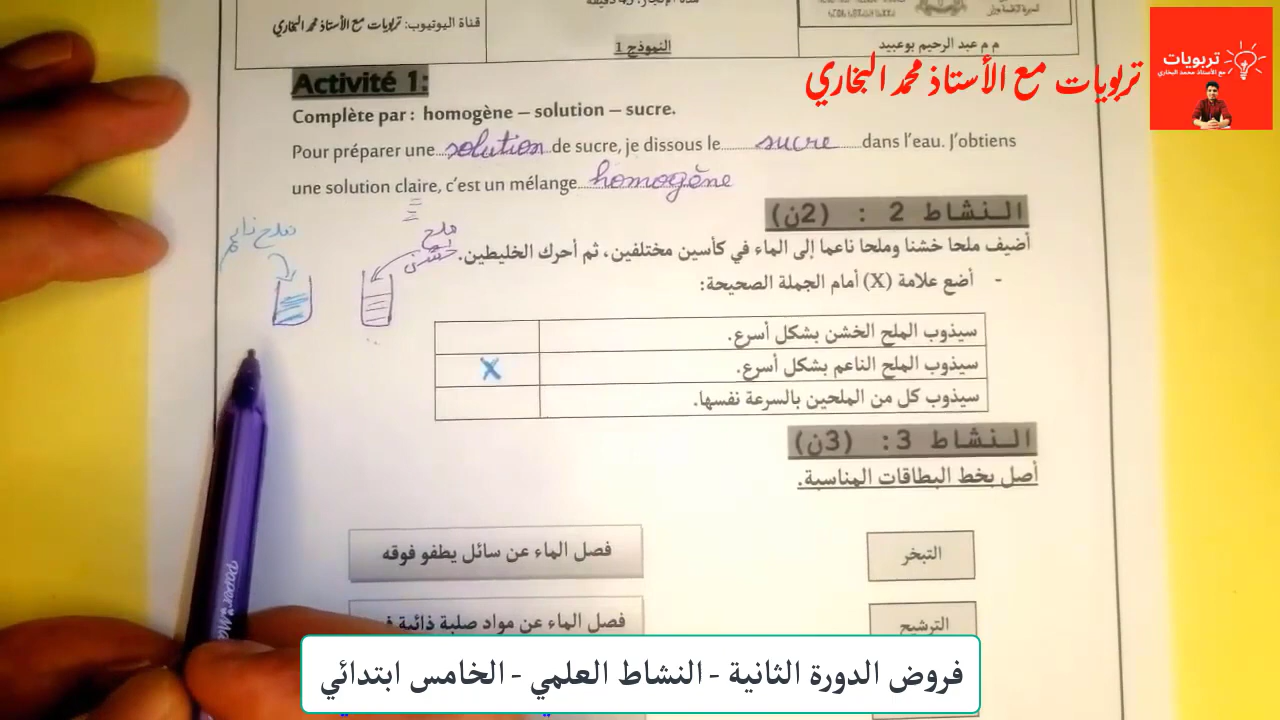 قناة اليوتيوب: تربويات مع الأستاذ محمد البخاري
النموذج 1
م م عبد الرحيم بوعبيد
تربويات
مع الأستاذ محمد البخاري
تربويات مع الأستاذ محمد البخاري
Activité 1:
Complète par : homogène – solution – sucre.
Pour préparer une solution de sucre, je dissous le sucre dans l'eau. J'obtiens
une solution claire, c'est un mélange homogène
النشاط 2 : (2ن)
أضيف ملحا خشنا وملحا ناعما إلى الماء في كأسين مختلفين، ثم أحرك الخليطين.
ملح ناعم
ملح خشن
- أضع علامة (X) أمام الجملة الصحيحة:
سيذوب الملح الخشن بشكل أسرع.
سيذوب الملح الناعم بشكل أسرع. X
سيذوب كل من الملحين بالسرعة نفسها.
النشاط 3: (3ن)
أصل بخط البطاقات المناسبة.
التبخر
فصل الماء عن سائل يطفو فوقه
الترشيح
فصل الماء عن مواد صلبة ذائبة
فروض الدورة الثانية - النشاط العلمي - الخامس ابتدائي